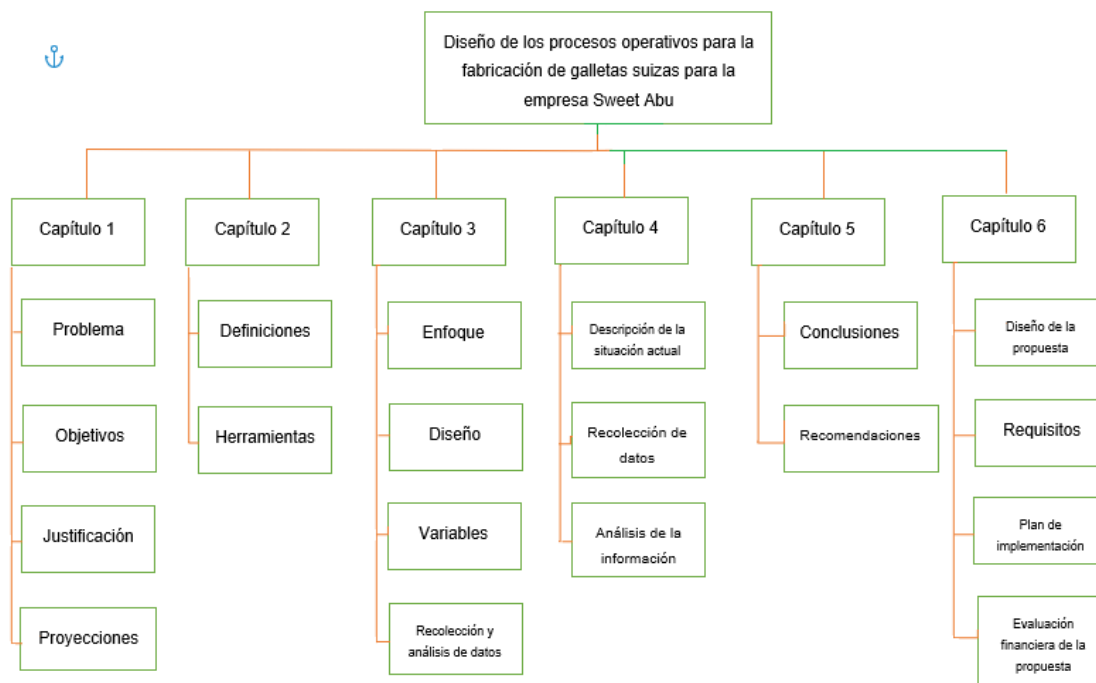 Diseño de los procesos operativos para la
fabricación de galletas suizas para la
empresa Sweet Abu
Capítulo 1
Problema
Objetivos
Justificación
Proyecciones
Capítulo 2
Definiciones
Herramientas
Capítulo 3
Enfoque
Diseño
Variables
Recolección y
análisis de datos
Capítulo 4
Descripción de la
situación actual
Recolección de
datos
Análisis de la
información
Capítulo 5
Conclusiones
Recomendaciones
Capítulo 6
Diseño de la
propuesta
Requisitos
Plan de
implementación
Evaluación
financiera de la
propuesta